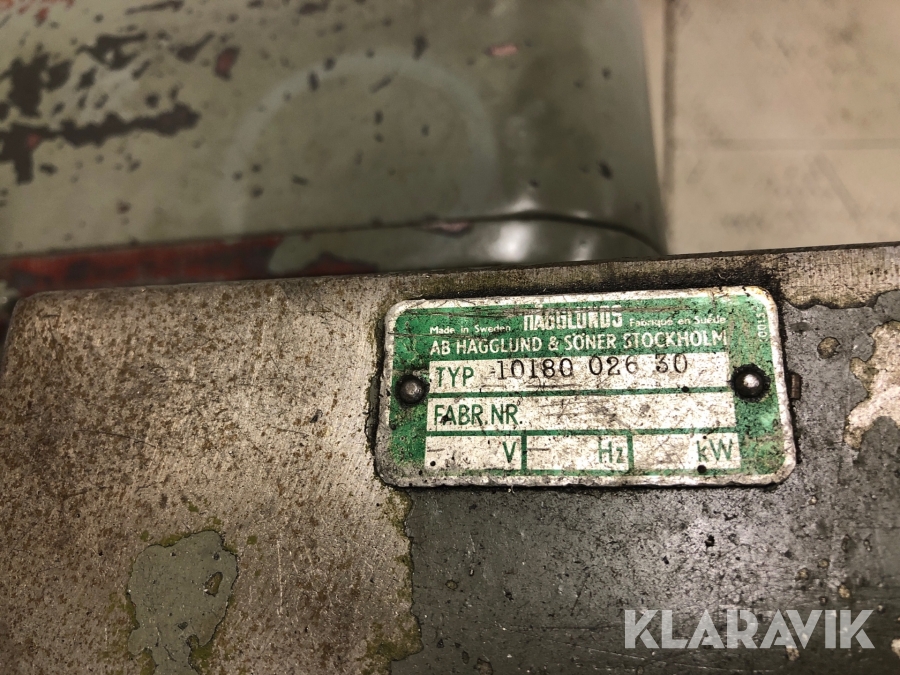 HÄGGLUNDS
Made in Sweden Fabriqué en Suède
AB HÄGGLUND & SÖNER STOCKHOLM
TYP 10180 026 30
FABR. NR.
V Hz kW
KLARAVIK